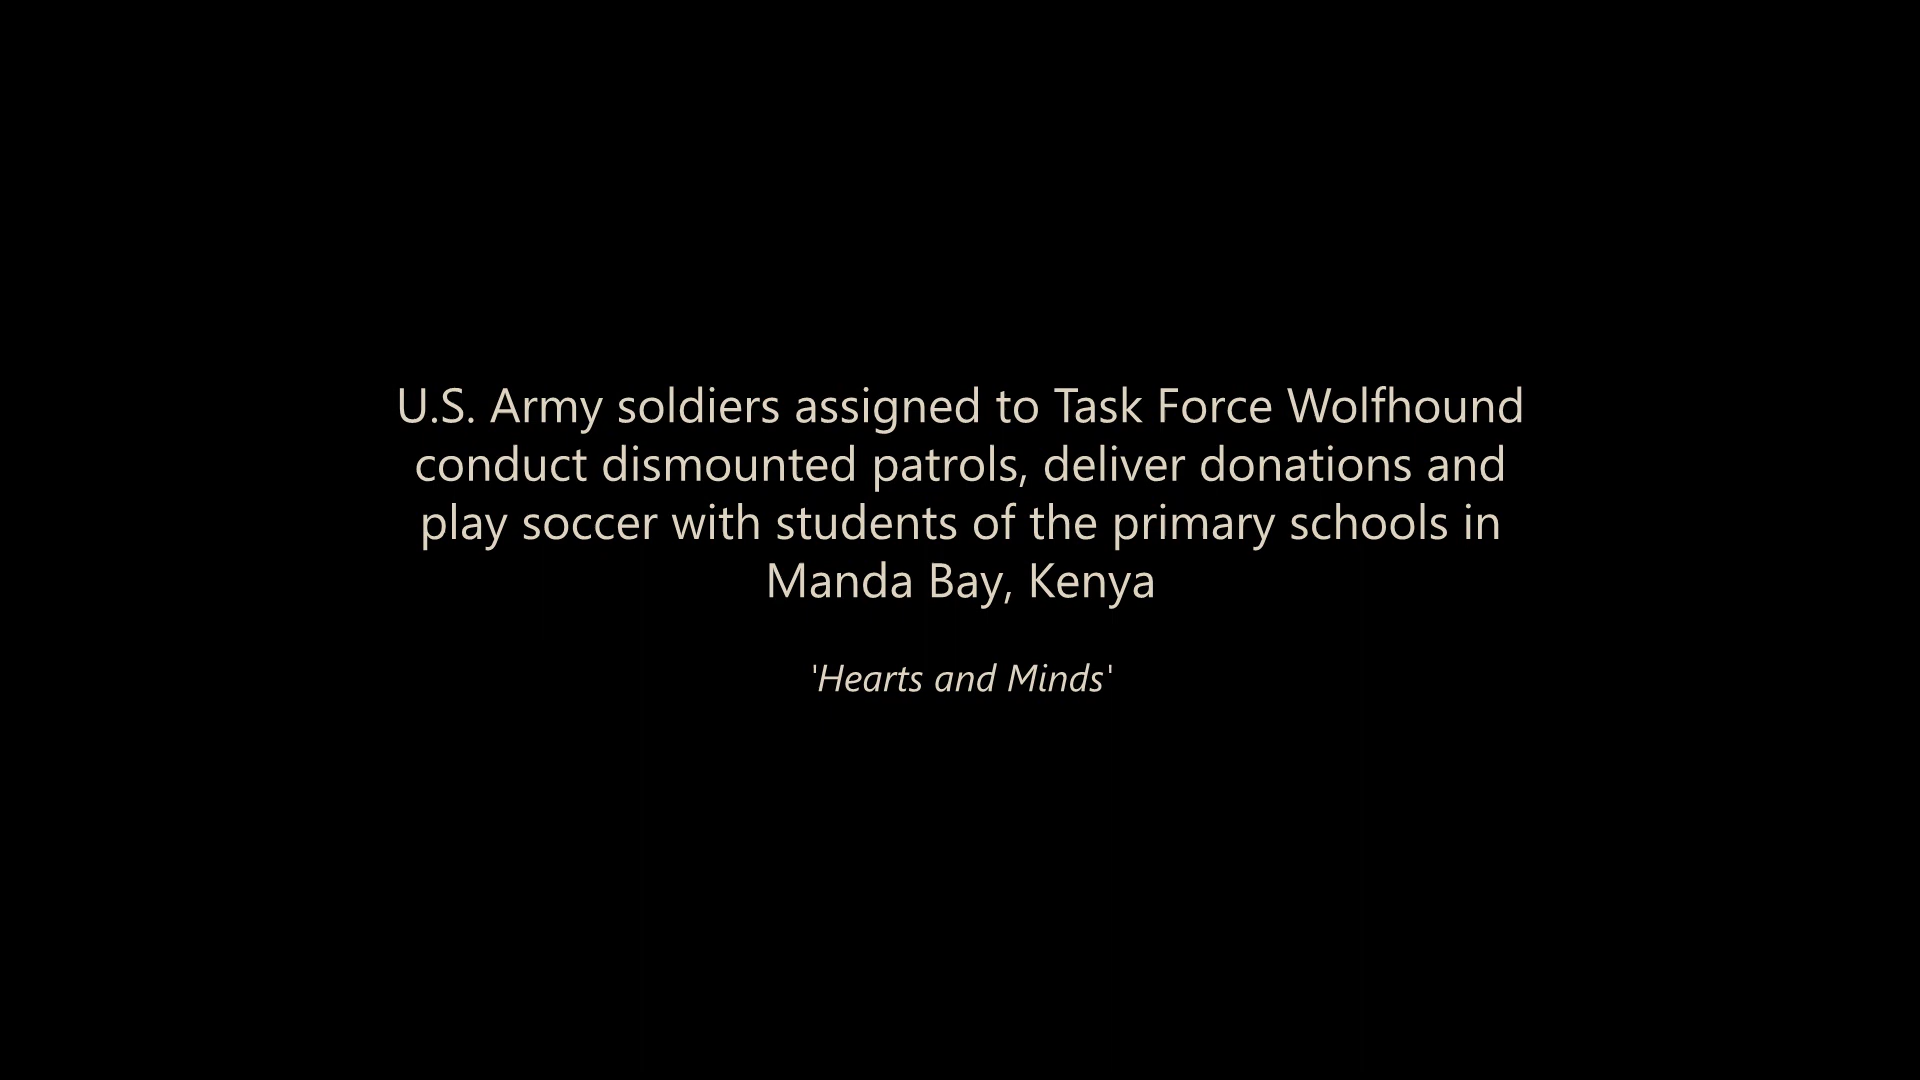 U.S. Army soldiers assigned to Task Force Wolfhound
conduct dismounted patrols, deliver donations and
play soccer with students of the primary schools in
Manda Bay, Kenya
'Hearts and Minds'